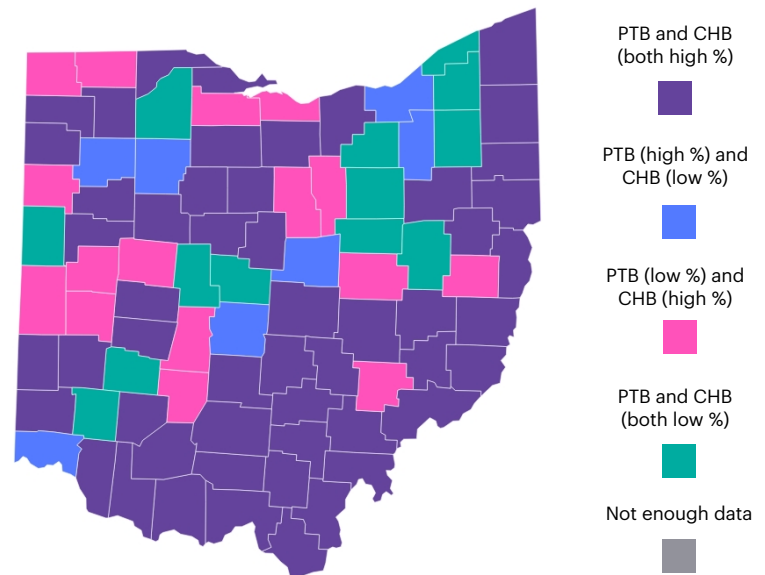 PTB and CHB
(both high %)
PTB (high %) and
CHB (low %)
PTB (low %) and
CHB (high %)
PTB and CHB
(both low %)
Not enough data